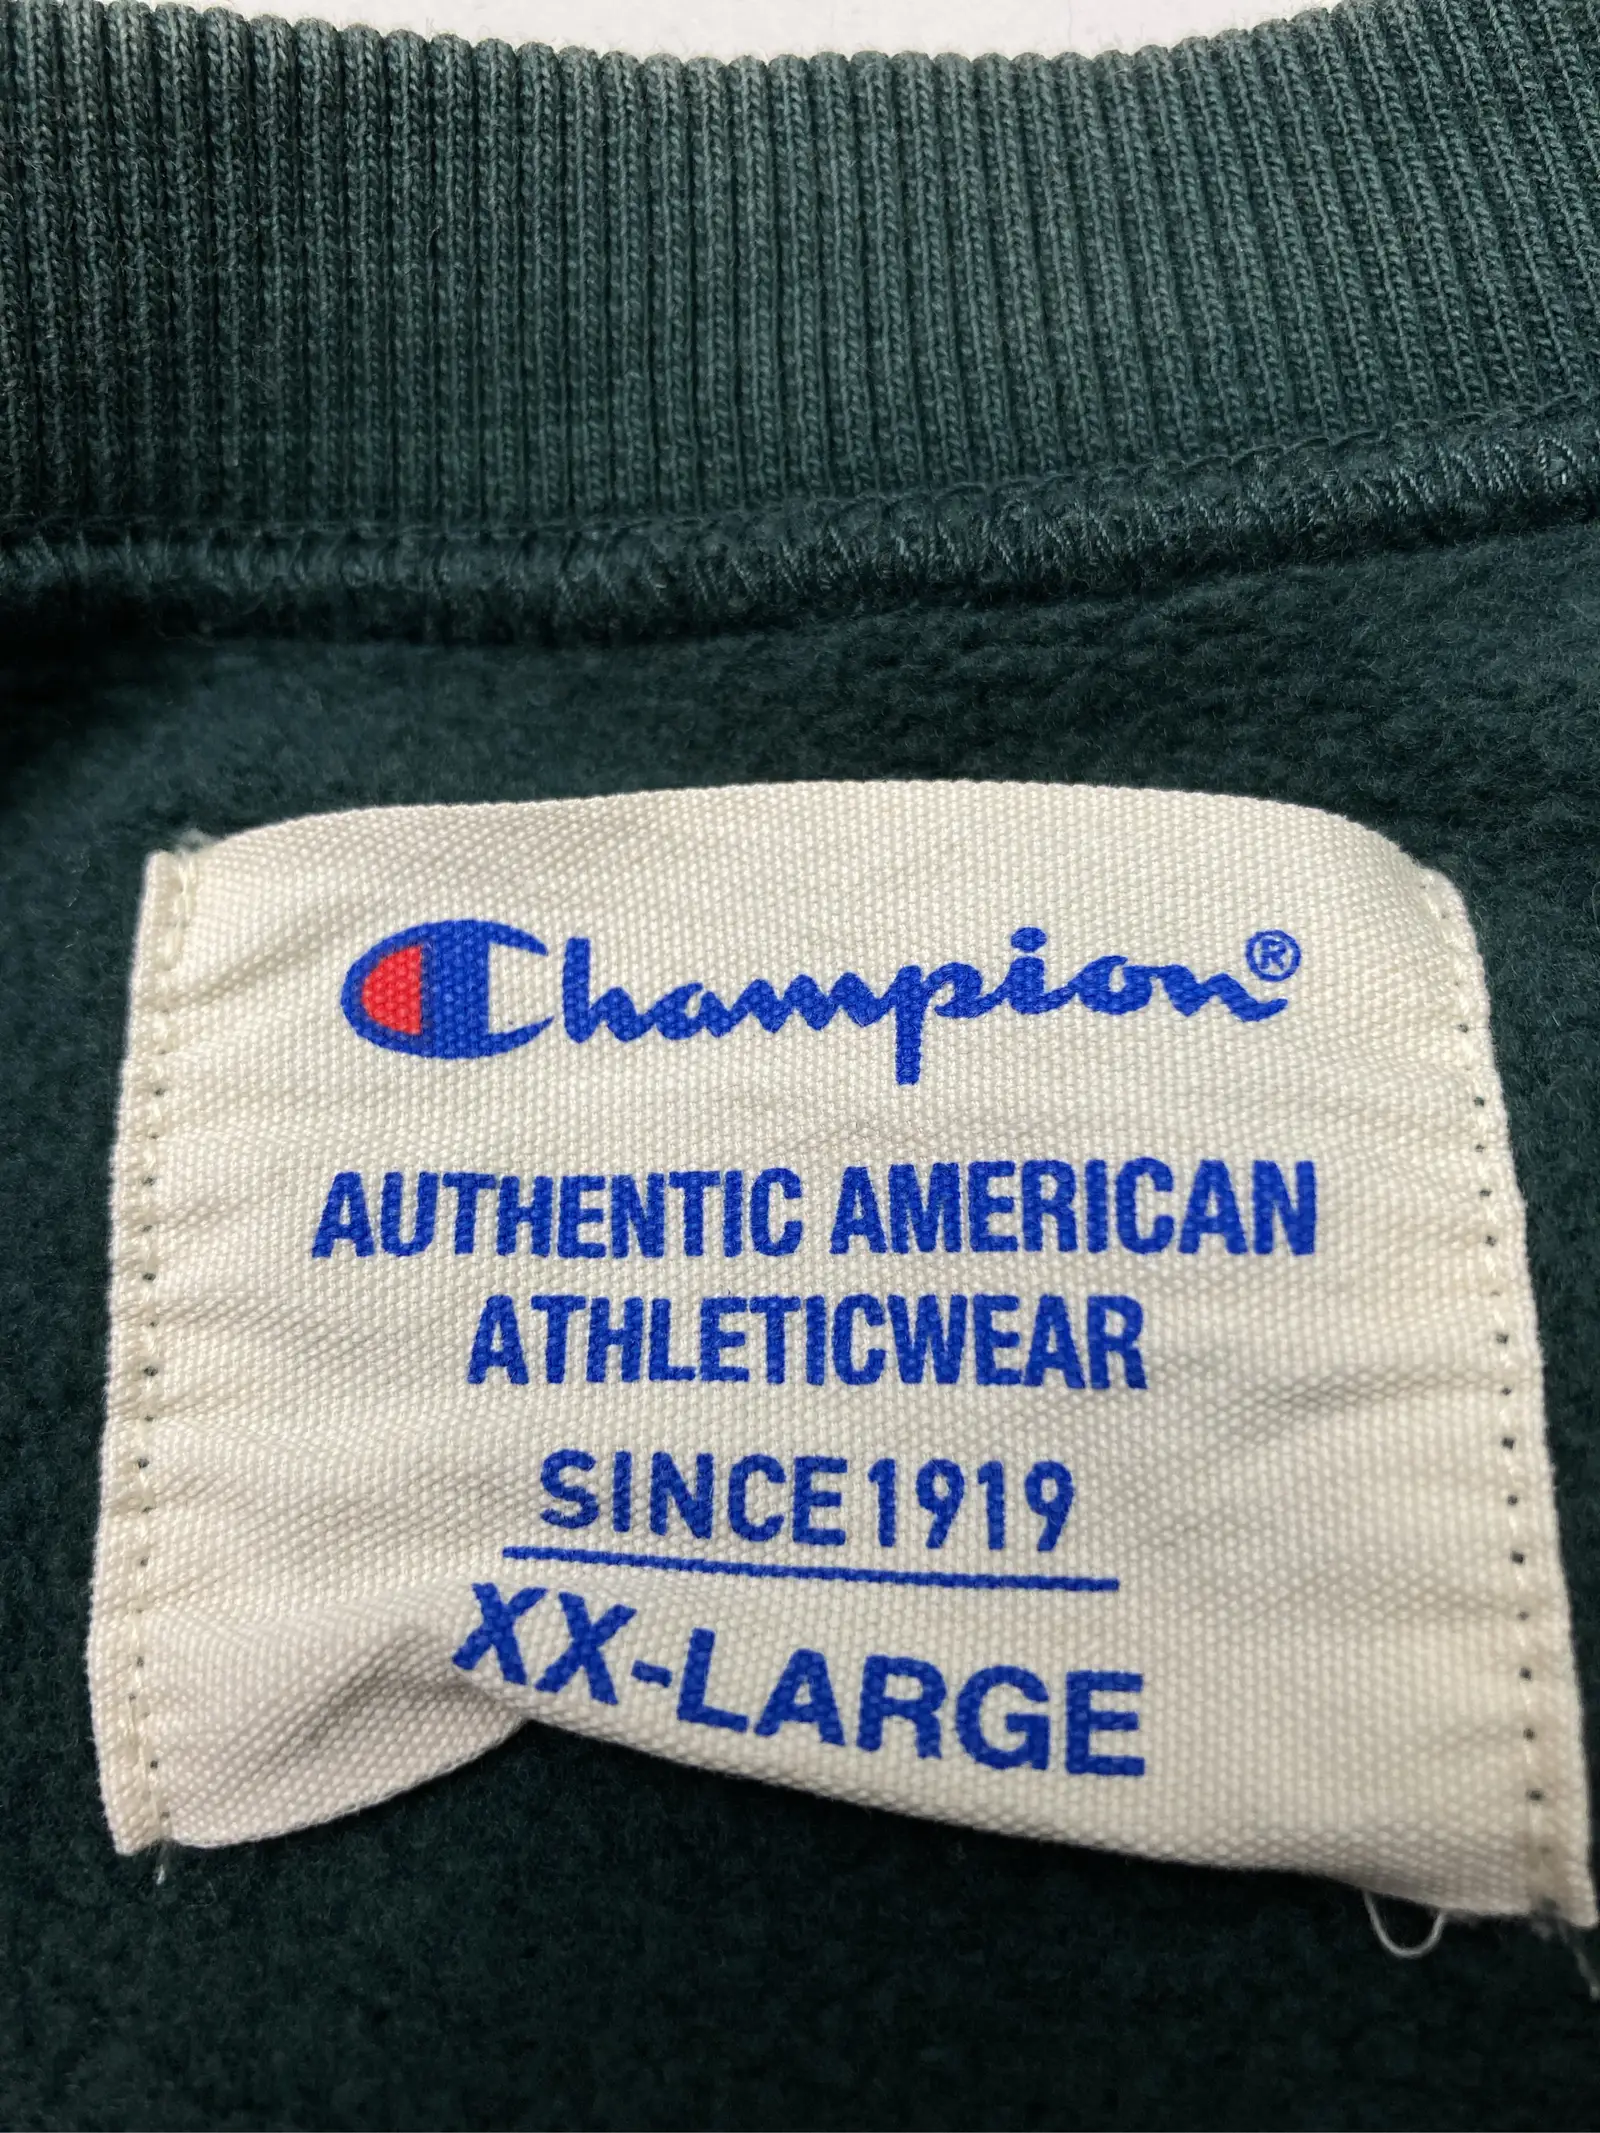 Champion®
AUTHENTIC AMERICAN
ATHLETICWEAR
SINCE 1919
XX-LARGE